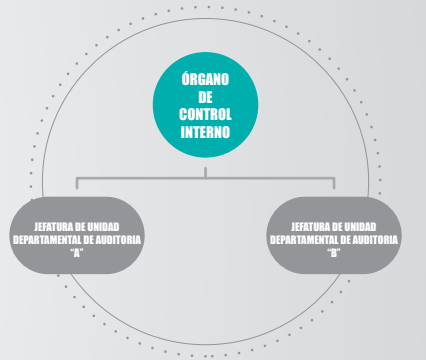 ÓRGANO
DE
CONTROL
INTERNO
JEFATURA DE UNIDAD
DEPARTAMENTAL DE AUDITORIA
“A”
JEFATURA DE UNIDAD
DEPARTAMENTAL DE AUDITORIA
“B”